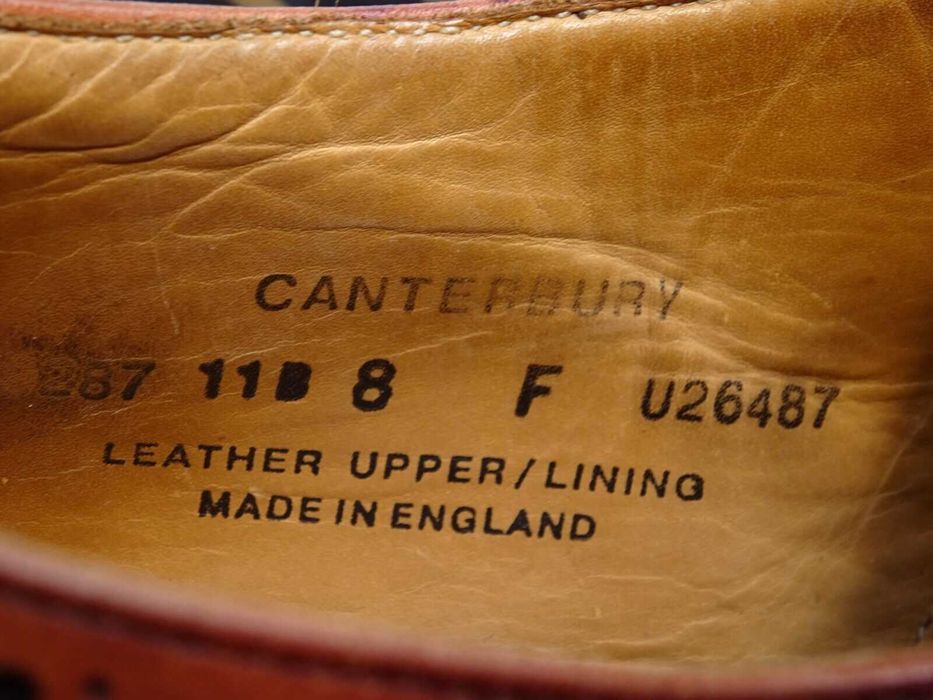 CANTERBURY
287 11B 8 F U26487
LEATHER UPPER/LINING
MADE IN ENGLAND